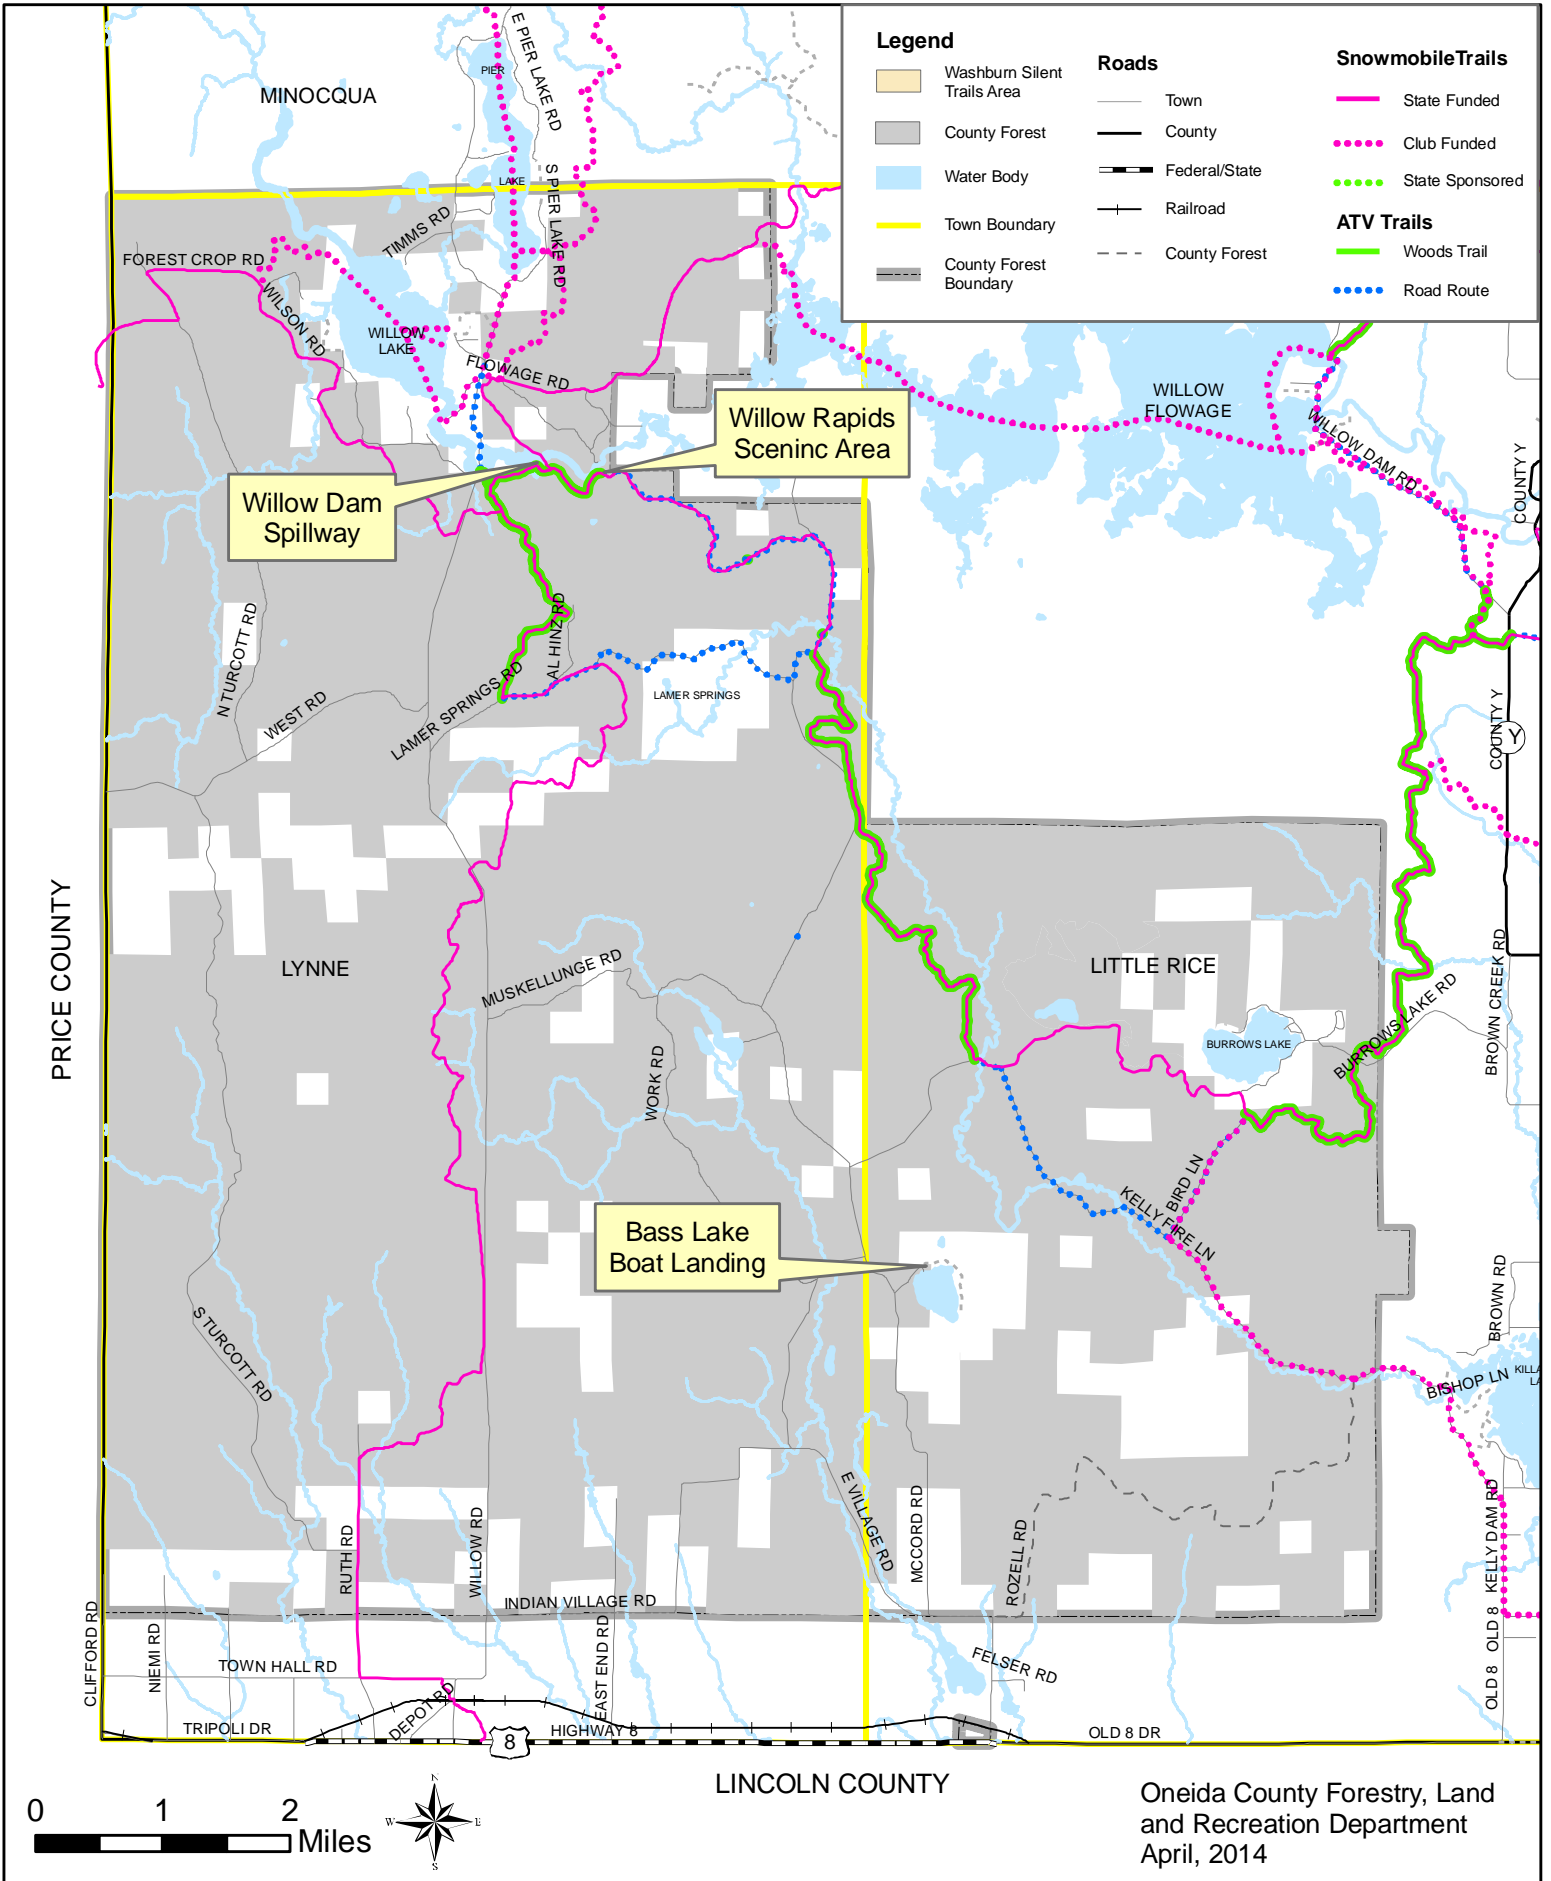 Legend
Washburn Silent
Trails Area
County Forest
Water Body
Town Boundary
County Forest
Boundary
Roads
Town
County
Federal/State
Railroad
County Forest
SnowmobileTrails
State Funded
Club Funded
State Sponsored
ATV Trails
Woods Trail
Road Route
MINOCQUA
PIER
LAKE
E PIER LAKE RD
S PIER LAKE RD
TIMMS RD
FOREST CROP RD
WILSON RD
WILLOW
LAKE
FLOWAGE RD
WILLOW
FLOWAGE
WILLOW DAM RD
COUNTY Y
Willow Rapids
Sceninc Area
Willow Dam
Spillway
N TURCOTT RD
WEST RD
AL HINZ RD
LAMER SPRINGS RD
LAMER SPRINGS
COUNTY Y
Y
PRICE COUNTY
LYNNE
MUSKELLUNGE RD
WORK RD
LITTLE RICE
BURROWS LAKE
BURROWS LAKE RD
BROWN CREEK RD
BIRD LN
KELLY FIRE LN
Bass Lake
Boat Landing
S TURCOTT RD
BROWN RD
BISHOP LN
KILLA
LA
RUTH RD
WILLOW RD
E VILLAGE RD
MCCORD RD
ROZELL RD
KELLY DAM RD
OLD 8
OLD 8
INDIAN VILLAGE RD
CLIFFORD RD
NIEMI RD
TOWN HALL RD
EAST END RD
FELSER RD
DEPOT RD
TRIPOLI DR
8
HIGHWAY 8
OLD 8 DR
LINCOLN COUNTY
0 1 2
Miles
N
W E
S
Oneida County Forestry, Land
and Recreation Department
April, 2014